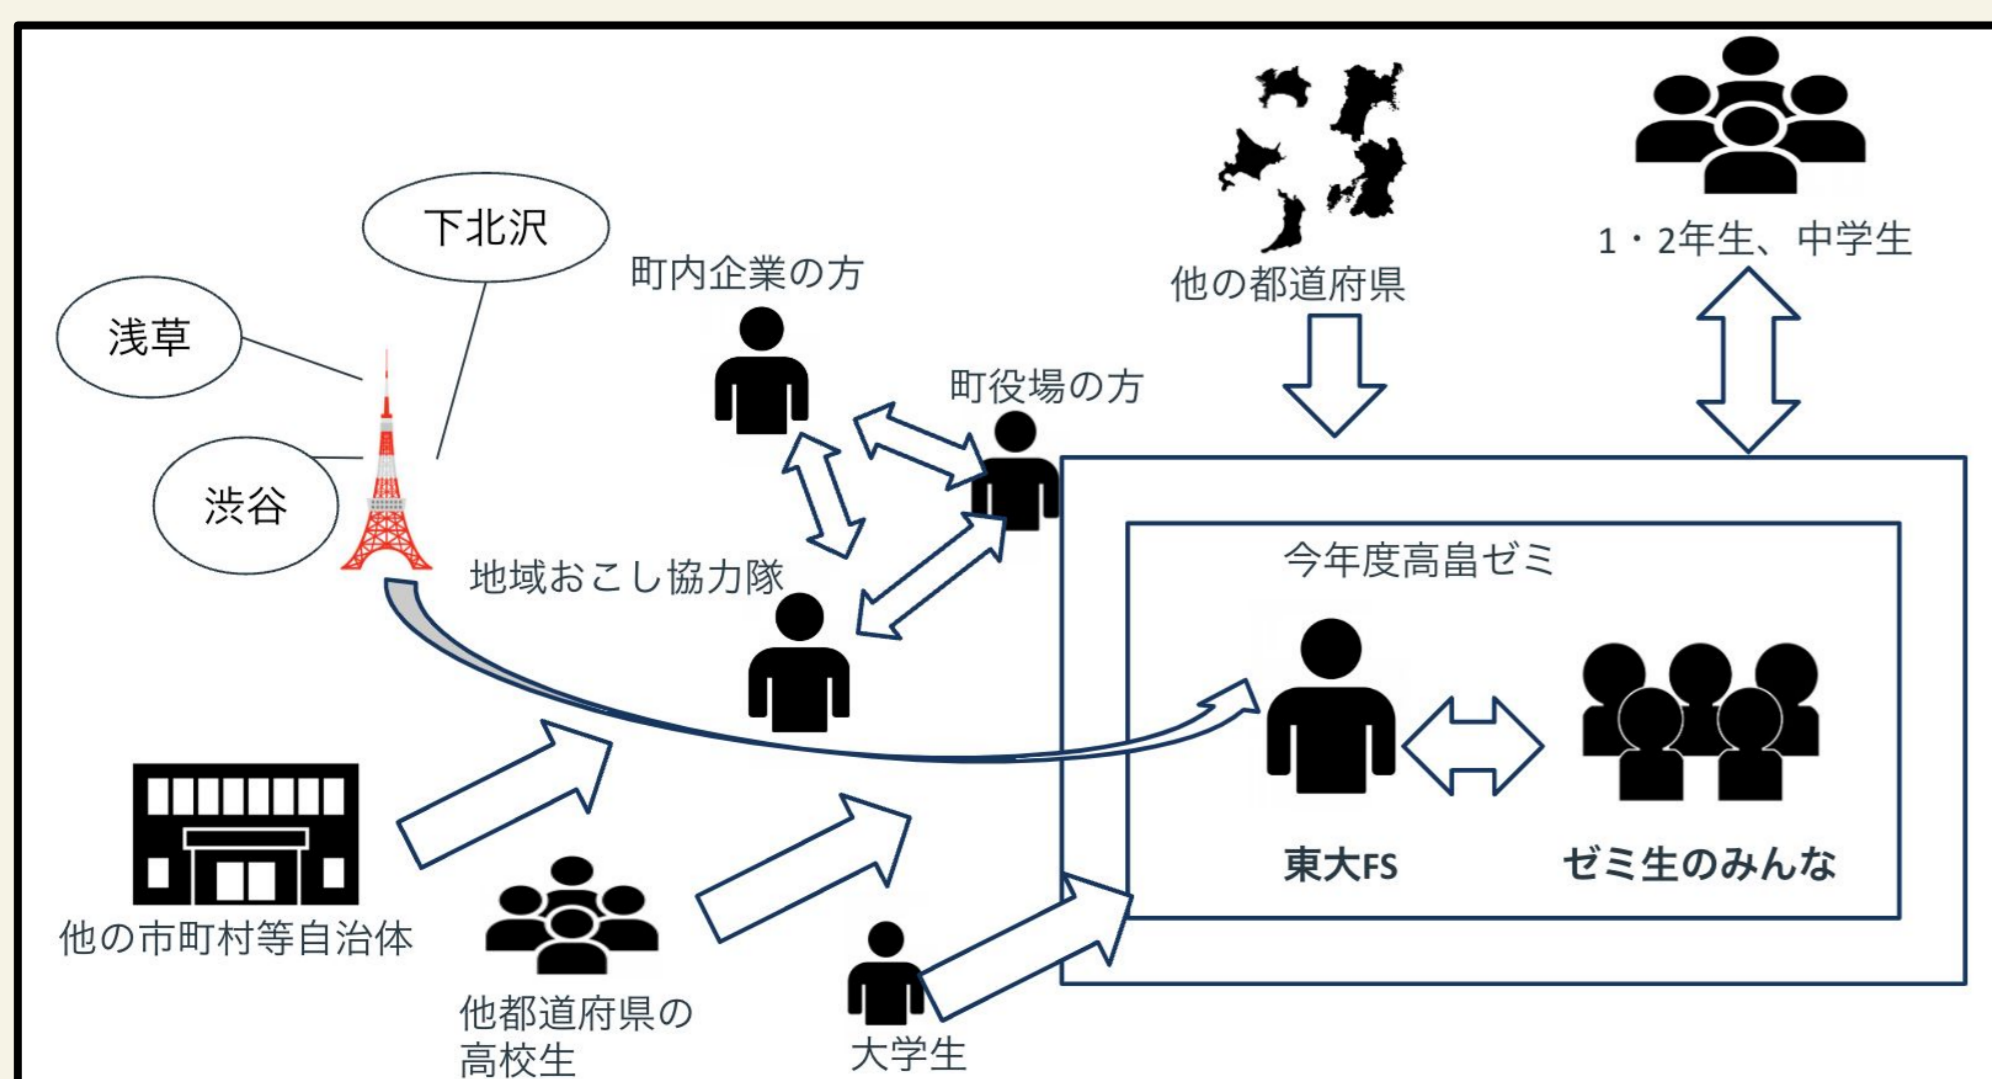 下北沢
浅草
渋谷
町内企業の方
町役場の方
地域おこし協力隊
他の都道府県
1・2年生、中学生
今年度高畠ゼミ
東大FS
ゼミ生のみんな
他の市町村等自治体
他都道府県の
高校生
大学生